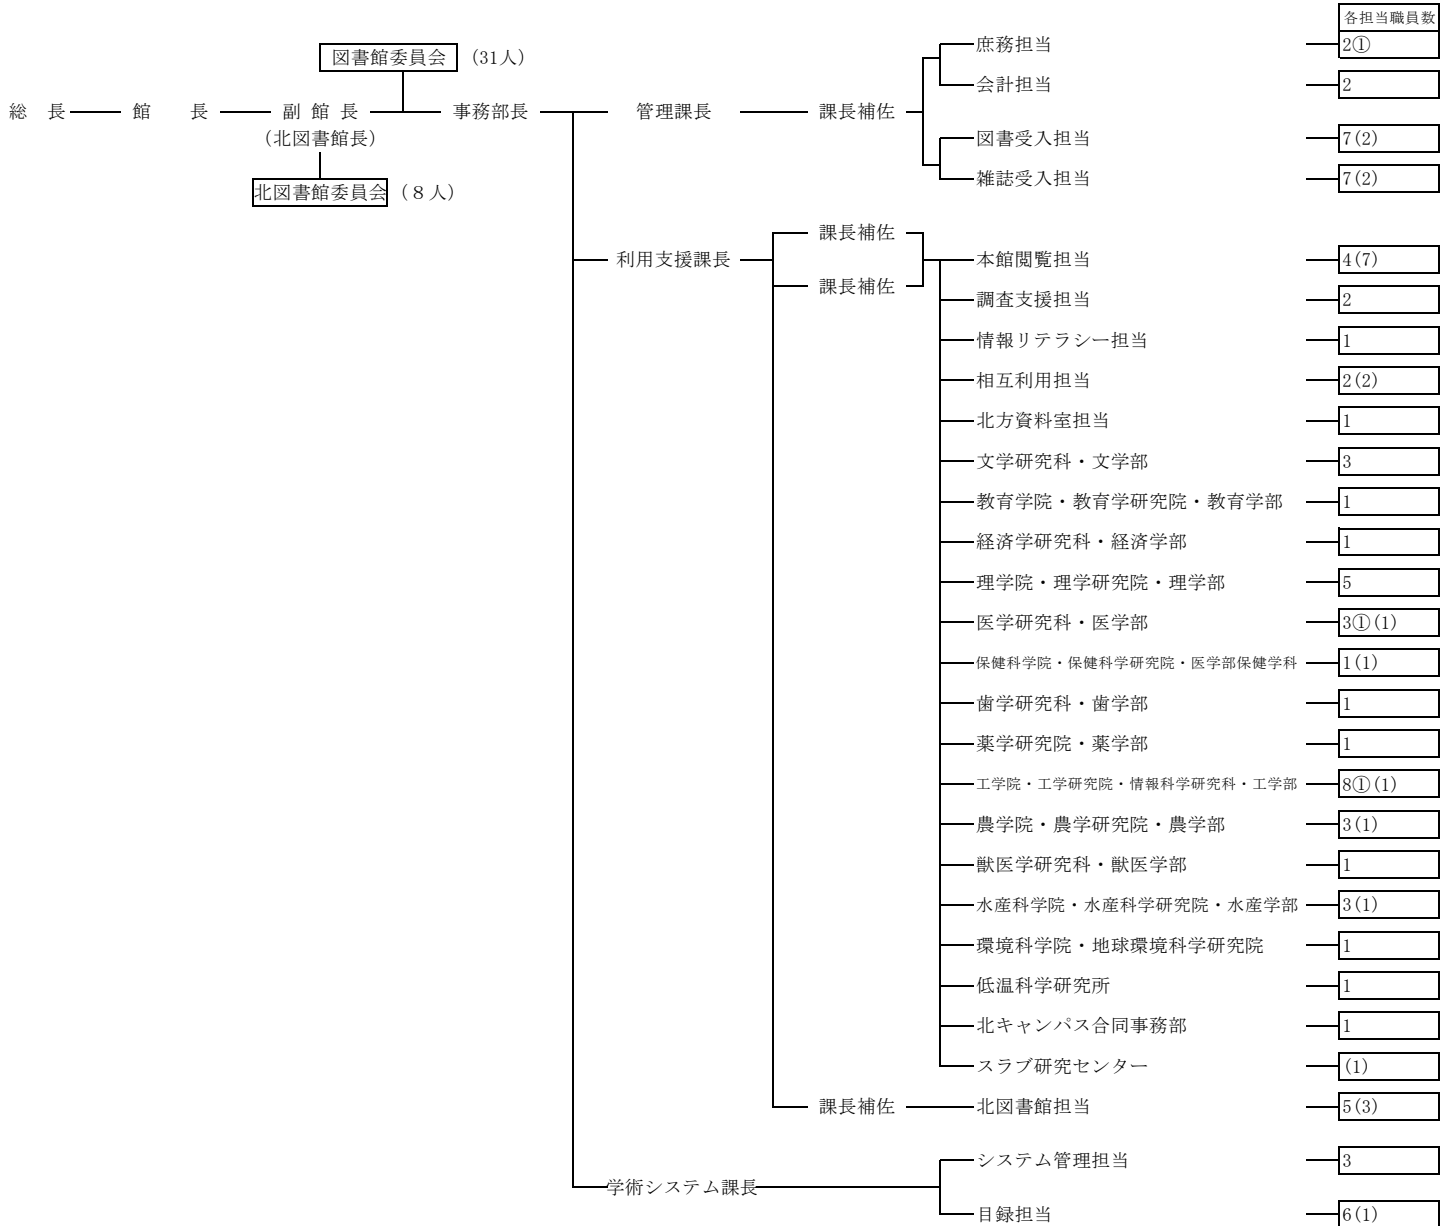 各担当職員数
庶務担当 2①
図書館委員会 (31人)
会計担当 2
総 長 館 長 副 館 長 事務部長 管理課長 課長補佐
(北図書館長)
図書受入担当 7(2)
雑誌受入担当 7(2)
北図書館委員会 (８人)
課長補佐
利用支援課長 本館閲覧担当 4(7)
課長補佐
調査支援担当 2
情報リテラシー担当 1
相互利用担当 2(2)
北方資料室担当 1
文学研究科・文学部 3
教育学院・教育学研究院・教育学部 1
経済学研究科・経済学部 1
理学院・理学研究院・理学部 5
医学研究科・医学部 3①(1)
保健科学院・保健科学研究院・医学部保健学科 1(1)
歯学研究科・歯学部 1
薬学研究院・薬学部 1
工学院・工学研究院・情報科学研究科・工学部 8①(1)
農学院・農学研究院・農学部 3(1)
獣医学研究科・獣医学部 1
水産科学院・水産科学研究院・水産学部 3(1)
環境科学院・地球環境科学研究院 1
低温科学研究所 1
北キャンパス合同事務部 1
スラブ研究センター (1)
課長補佐 北図書館担当 5(3)
システム管理担当 3
学術システム課長
目録担当 6(1)